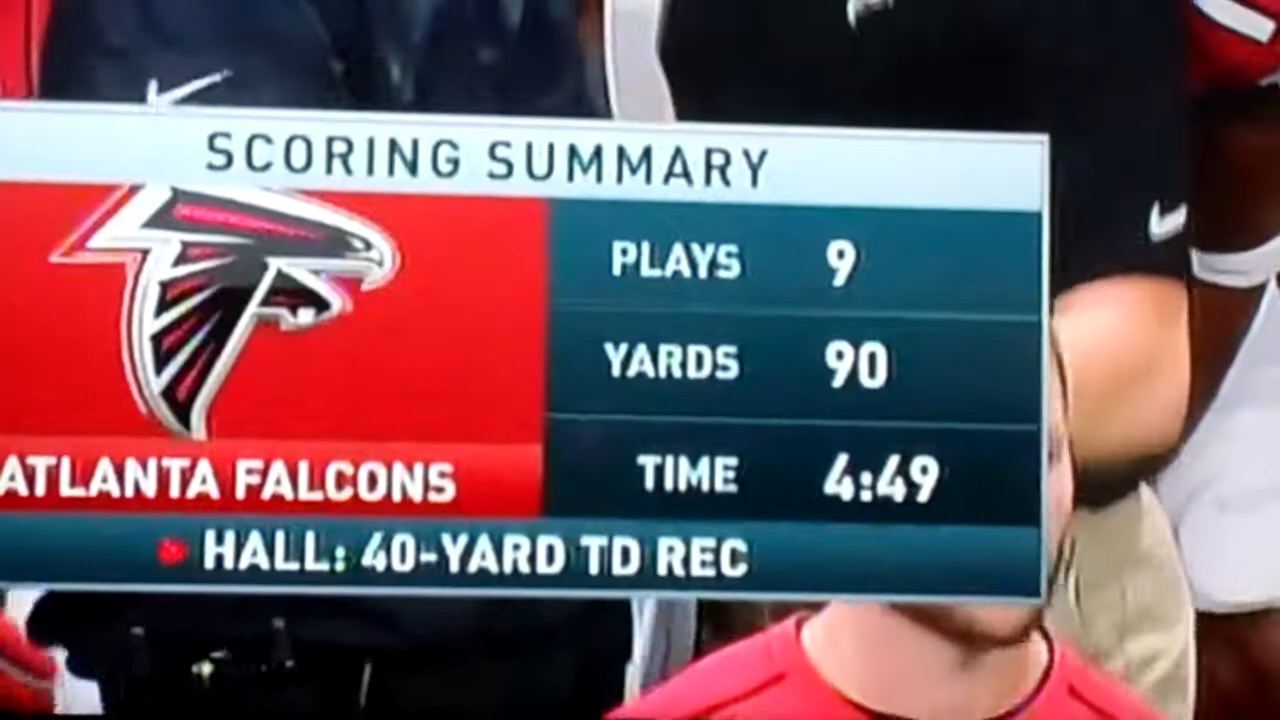 SCORING SUMMARY
PLAYS 9
YARDS 90
TIME 4:49
ATLANTA FALCONS
HALL: 40-YARD TD REC